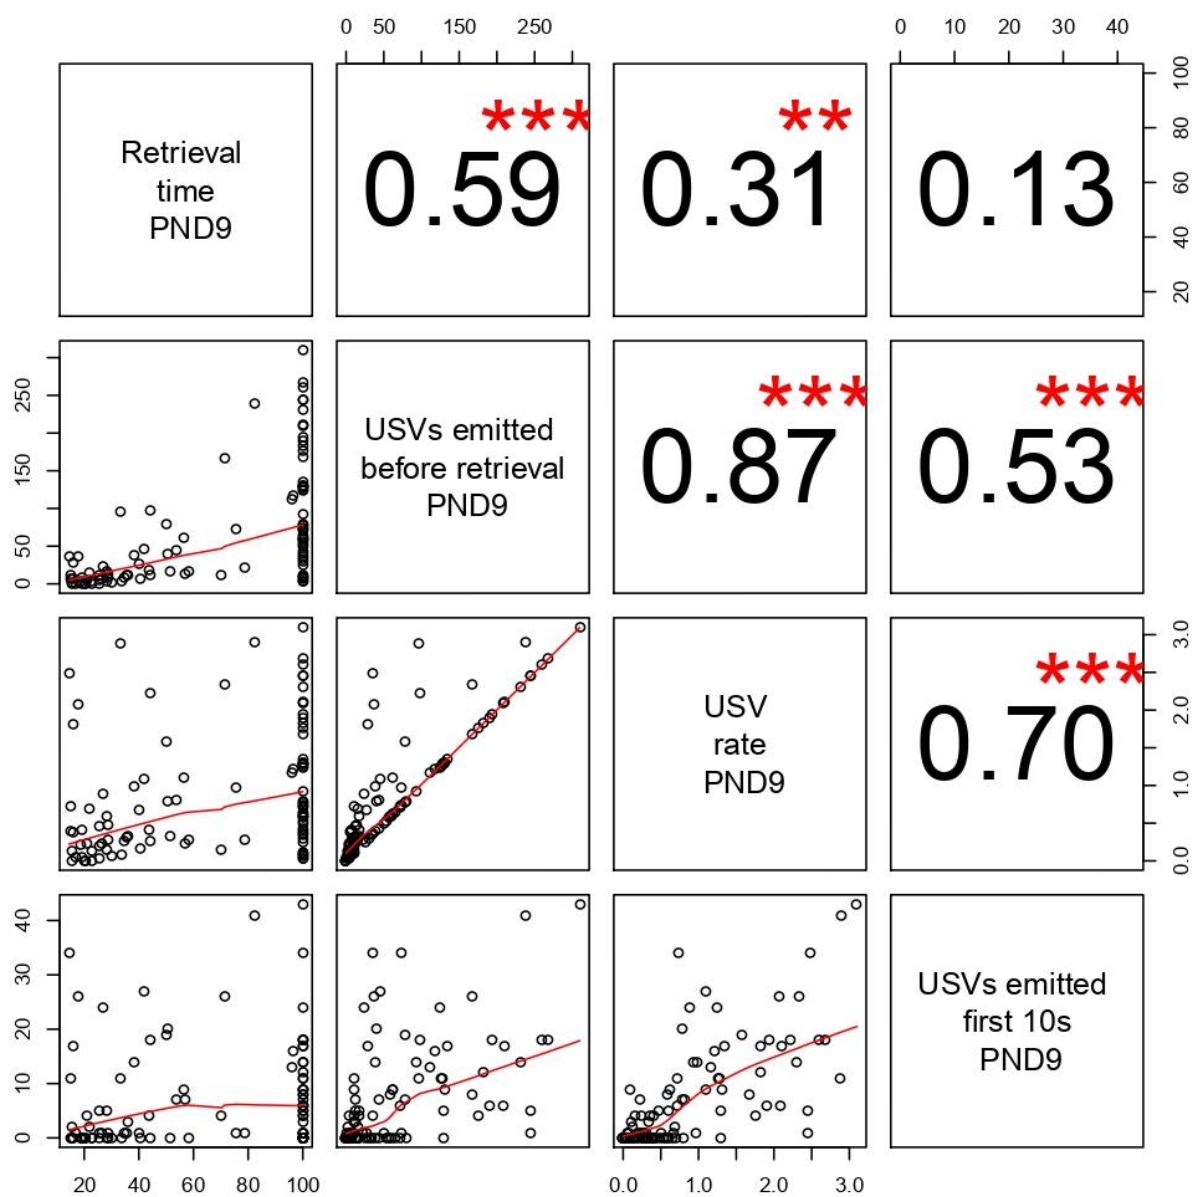 0 50 150 250
0 10 20 30 40
Retrieval
time
PND9
***
0.59
**
0.31
0.13
20 40 60 80 100
0 50 150 250
USVs emitted
before retrieval
PND9
***
0.87
***
0.53
USV
rate
PND9
***
0.70
0.0 1.0 2.0 3.0
0 10 20 30 40
USVs emitted
first 10s
PND9
20 40 60 80 100
0.0 1.0 2.0 3.0